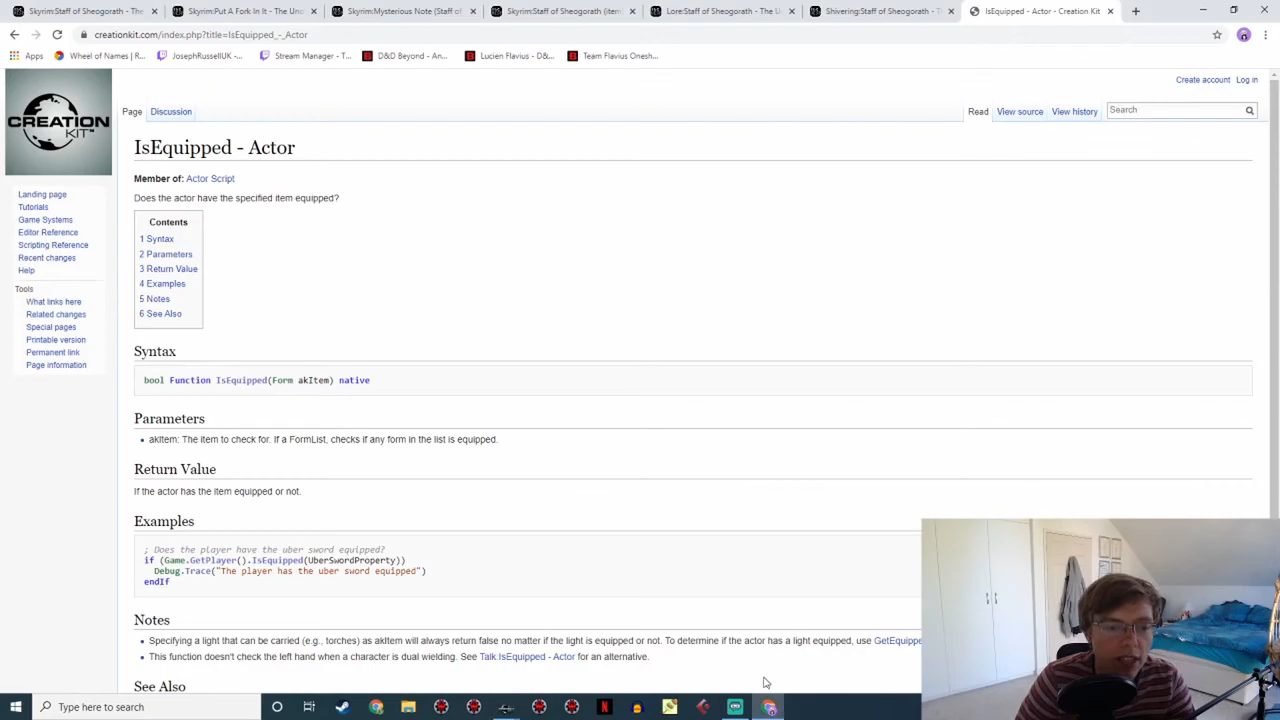 Skyrim:Staff of Sheogorath - The
Skyrim:Put A Fork In It - The Uno
Skyrim:Mysterious Note (Staff of
Skyrim:Staff of Sheogorath (item
Lore:Staff of Sheogorath - The U
Shivering:Staff of Sheogorath - T
IsEquipped - Actor - Creation Kit
creationkit.com/index.php?title=IsEquipped_-_Actor
Apps
Wheel of Names | R...
JosephRussellUK -...
Stream Manager - T...
D&D Beyond - An...
Lucien Flavius - D&...
Team Flavius Onesh...
Create account
Log in
CREATION
KIT
Page
Discussion
Read
View source
View history
Search
IsEquipped - Actor
Member of: Actor Script
Does the actor have the specified item equipped?
Contents
1 Syntax
2 Parameters
3 Return Value
4 Examples
5 Notes
6 See Also
Landing page
Tutorials
Game Systems
Editor Reference
Scripting Reference
Recent changes
Help
Tools
What links here
Related changes
Special pages
Printable version
Permanent link
Page information
Syntax
bool Function IsEquipped(Form akItem) native
Parameters
akItem: The item to check for. If a FormList, checks if any form in the list is equipped.
Return Value
If the actor has the item equipped or not.
Examples
; Does the player have the uber sword equipped?
if (Game.GetPlayer().IsEquipped(UberSwordProperty))
Debug.Trace("The player has the uber sword equipped")
endIf
Notes
Specifying a light that can be carried (e.g., torches) as akItem will always return false no matter if the light is equipped or not. To determine if the actor has a light equipped, use GetEquippe
This function doesn't check the left hand when a character is dual wielding. See Talk:IsEquipped - Actor for an alternative.
See Also
Type here to search